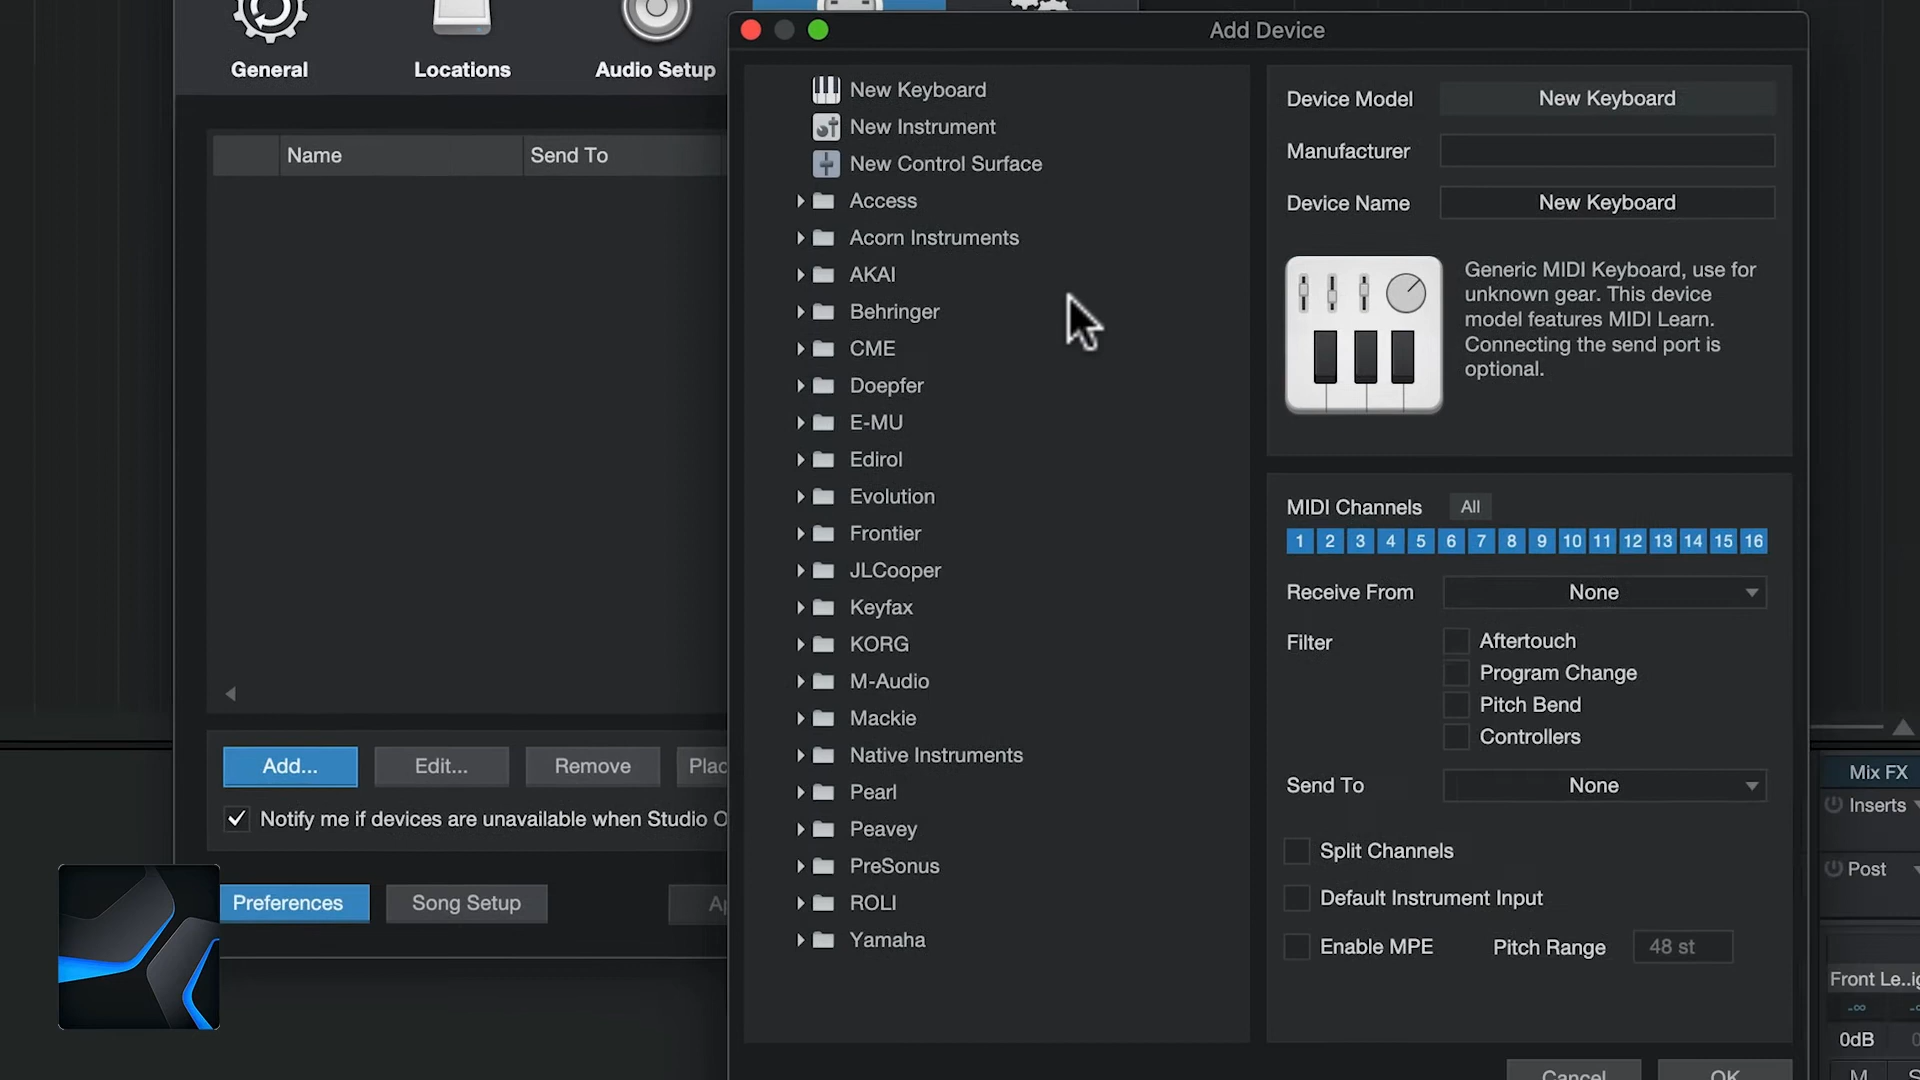 General
Locations
Audio Setup
Name
Send To
Add...
Edit...
Remove
Notify me if devices are unavailable when Studio
Preferences
Song Setup
Add Device
New Keyboard
New Instrument
New Control Surface
Access
Acorn Instruments
AKAI
Behringer
CME
Doepfer
E-MU
Edirol
Evolution
Frontier
JLCooper
Keyfax
KORG
M-Audio
Mackie
Native Instruments
Pearl
Peavey
PreSonus
ROLI
Yamaha
Device Model New Keyboard
Manufacturer
Device Name New Keyboard
Generic MIDI Keyboard, use for
unknown gear. This device
model features MIDI Learn.
Connecting the send port is
optional.
MIDI Channels All
1 2 3 4 5 6 7 8 9 10 11 12 13 14 15 16
Receive From None
Filter
Aftertouch
Program Change
Pitch Bend
Controllers
Send To None
Split Channels
Default Instrument Input
Enable MPE Pitch Range 48 st
Cancel OK
Mix FX
Inserts
Post
Front Le..
-∞
0dB
M